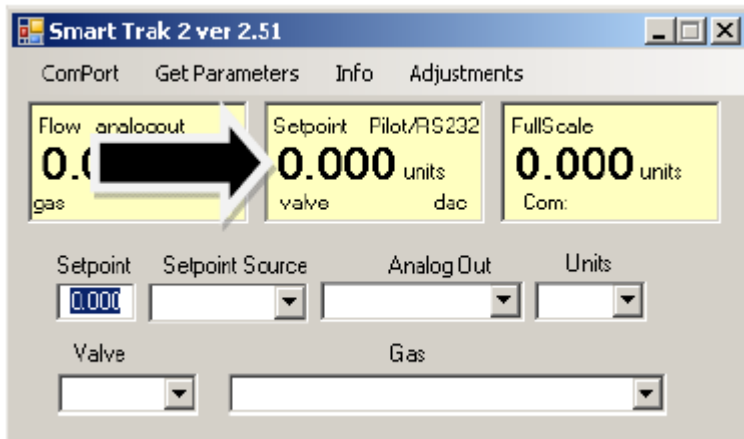 Smart Trak 2 ver 2.51
ComPort Get Parameters Info Adjustments
Flow analogout
gas
Setpoint Pilot/RS232
0.000 units
valve dac
FullScale
0.000 units
Com:
Setpoint Setpoint Source Analog Out Units
0.000
Valve Gas